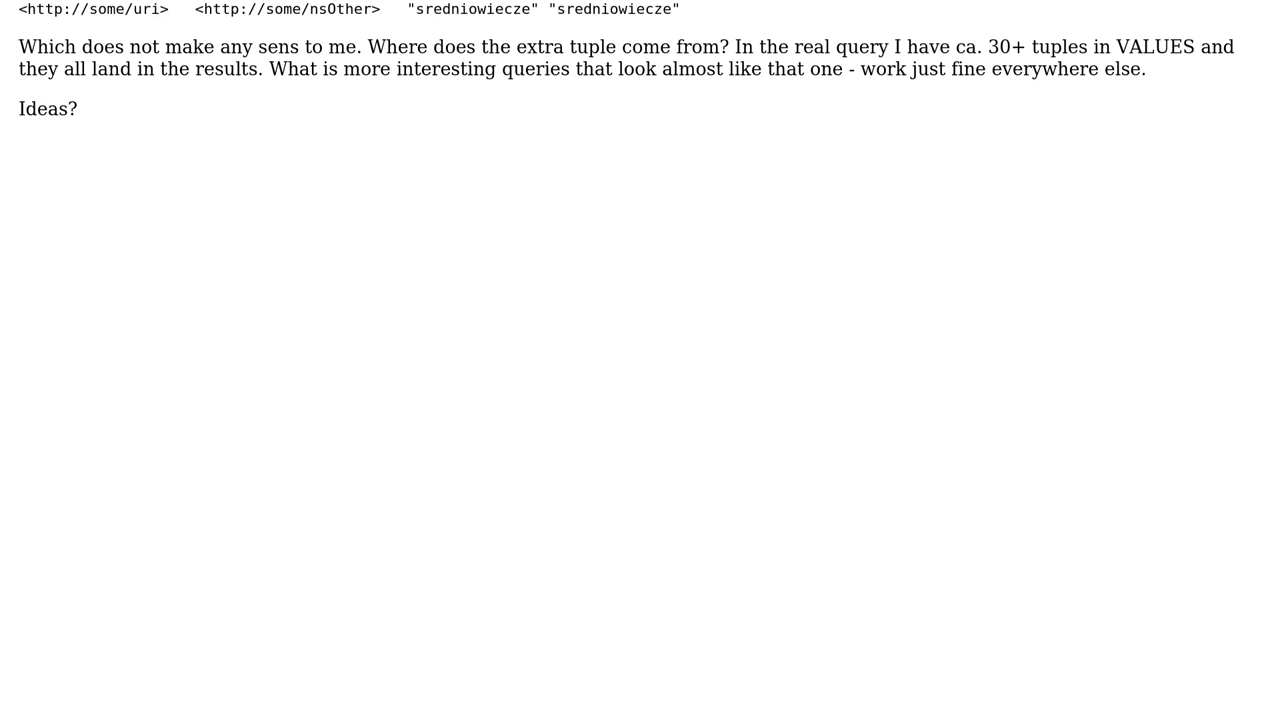 <http://some/uri>   <http://some/nsOther>   "sredniowiecze" "sredniowiecze"
Which does not make any sens to me. Where does the extra tuple come from? In the real query I have ca. 30+ tuples in VALUES and
they all land in the results. What is more interesting queries that look almost like that one - work just fine everywhere else.
Ideas?